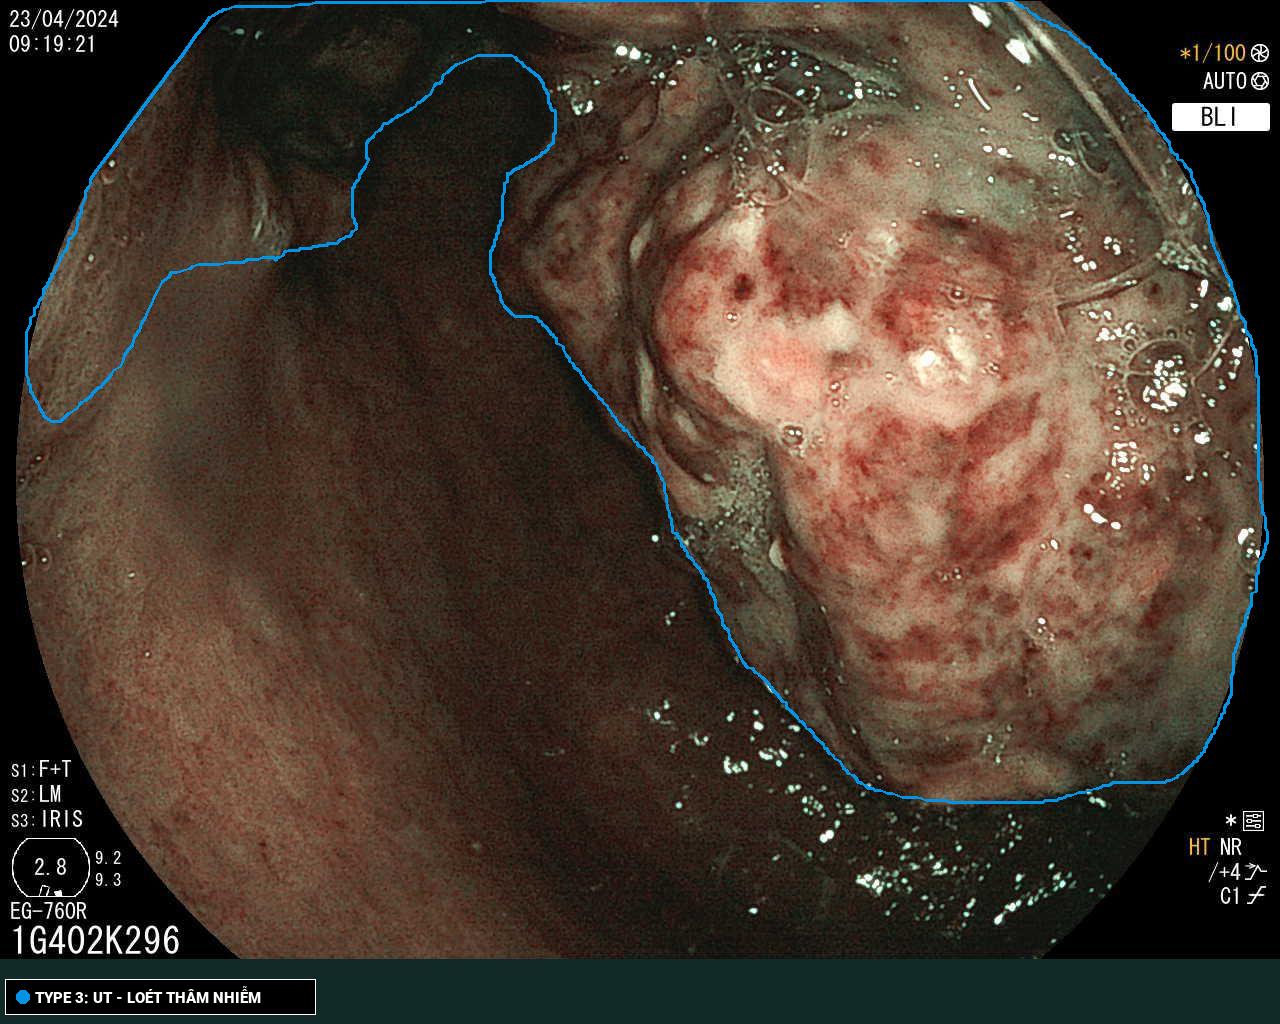 23/04/2024
09:19:21
*1/100
AUTO
BLI
S1:F+T
S2:LM
S3:IRIS
2.8
9.2
9.3
EG-760R
1G402K296
*
HT NR
/+4
C1
TYPE 3: UT - LOÉT THÂM NHIỄM